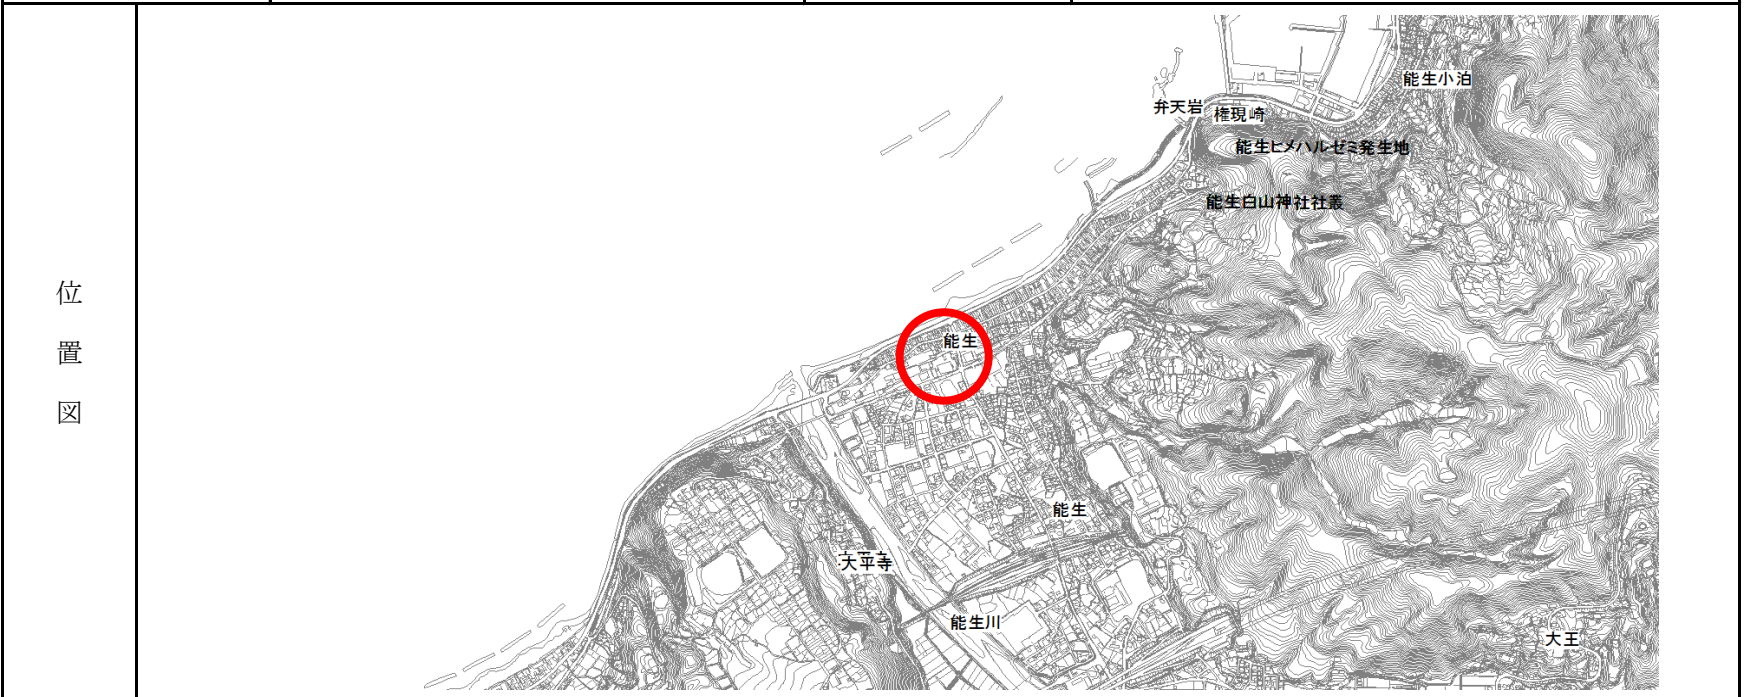 位
置
図
能生小泊
弁天岩
権現崎
能生ヒメハルゼミ発生地
能生白山神社社叢
能生
能生
大平寺
能生川
大王